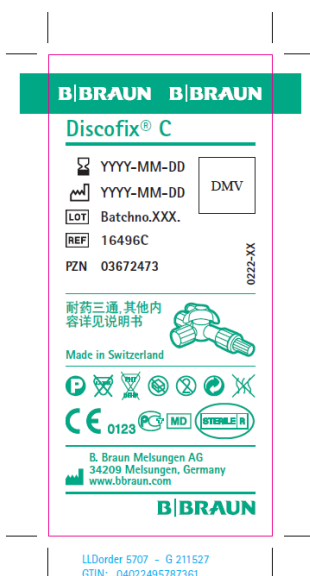 B|BRAUN B|BRAUN
Discofix® C
YYYY-MM-DD
YYYY-MM-DD
DMV
LOT Batchno.XXX.
REF 16496C
PZN 03672473
0222-XX
耐药三通,其他内
容详见说明书
Made in Switzerland
CE 0123 MD STERILE R
B. Braun Melsungen AG
34209 Melsungen, Germany
www.bbraun.com
B|BRAUN
LLDorder 5707 - G 211527
GTIN: 04022495787361